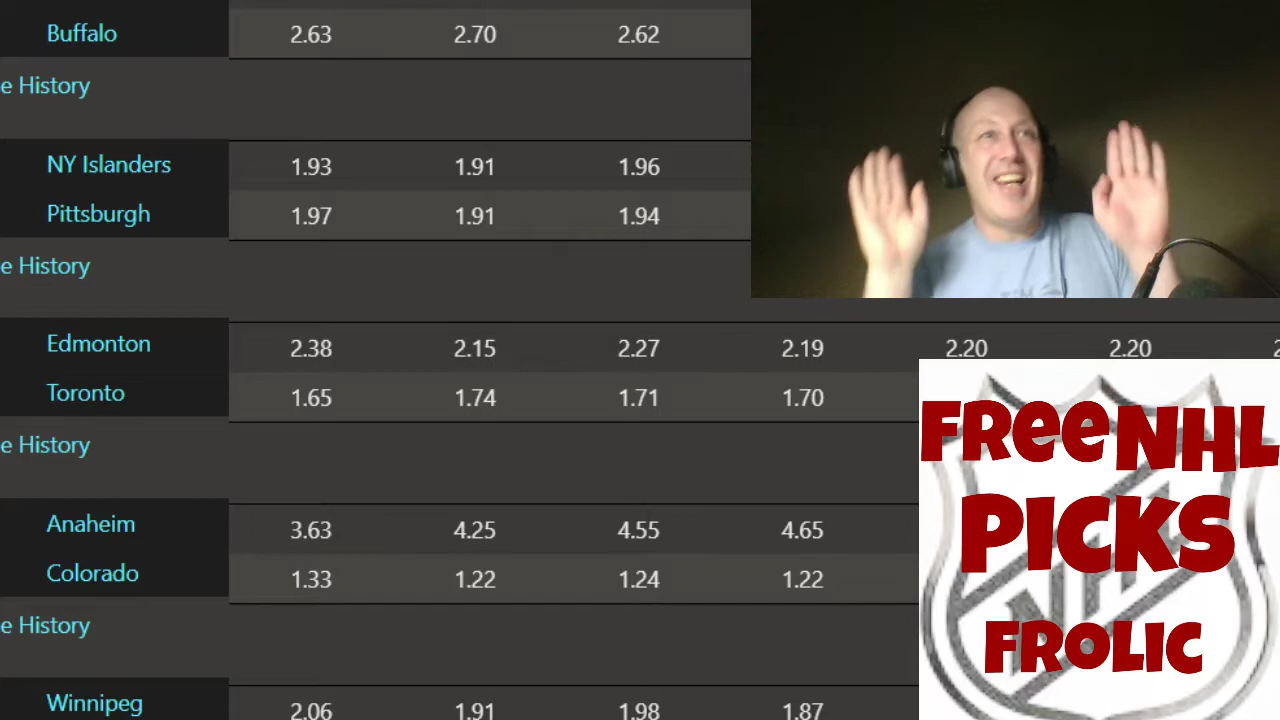 Buffalo 2.63 2.70 2.62
e History
NY Islanders 1.93 1.91 1.96
Pittsburgh 1.97 1.91 1.94
e History
Edmonton 2.38 2.15 2.27 2.19 2.20 2.20
Toronto 1.65 1.74 1.71 1.70
e History
Anaheim 3.63 4.25 4.55 4.65
Colorado 1.33 1.22 1.24 1.22
e History
Winnipeg 2.06 1.91 1.98 1.87
FReeNHL
PICKS
NHL
FROLIC